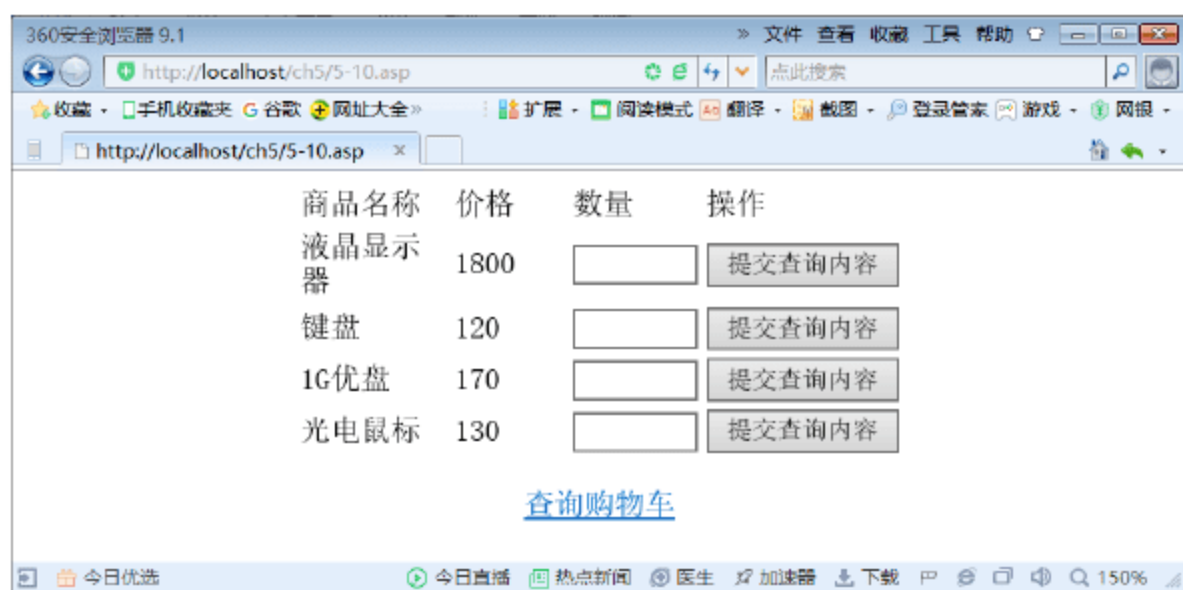 360安全浏览器 9.1 » 文件 查看 收藏 工具 帮助
http://localhost/ch5/5-10.asp 点此搜索
收藏 手机收藏夹 G 谷歌 网址大全» 扩展 阅读模式 翻译 截图 登录管家 游戏 网银
http://localhost/ch5/5-10.asp ×
商品名称 价格 数量 操作
液晶显示
器 1800 提交查询内容
键盘 120 提交查询内容
1G优盘 170 提交查询内容
光电鼠标 130 提交查询内容
查询购物车
今日优选 今日直播 热点新闻 医生 加速器 下载 150%